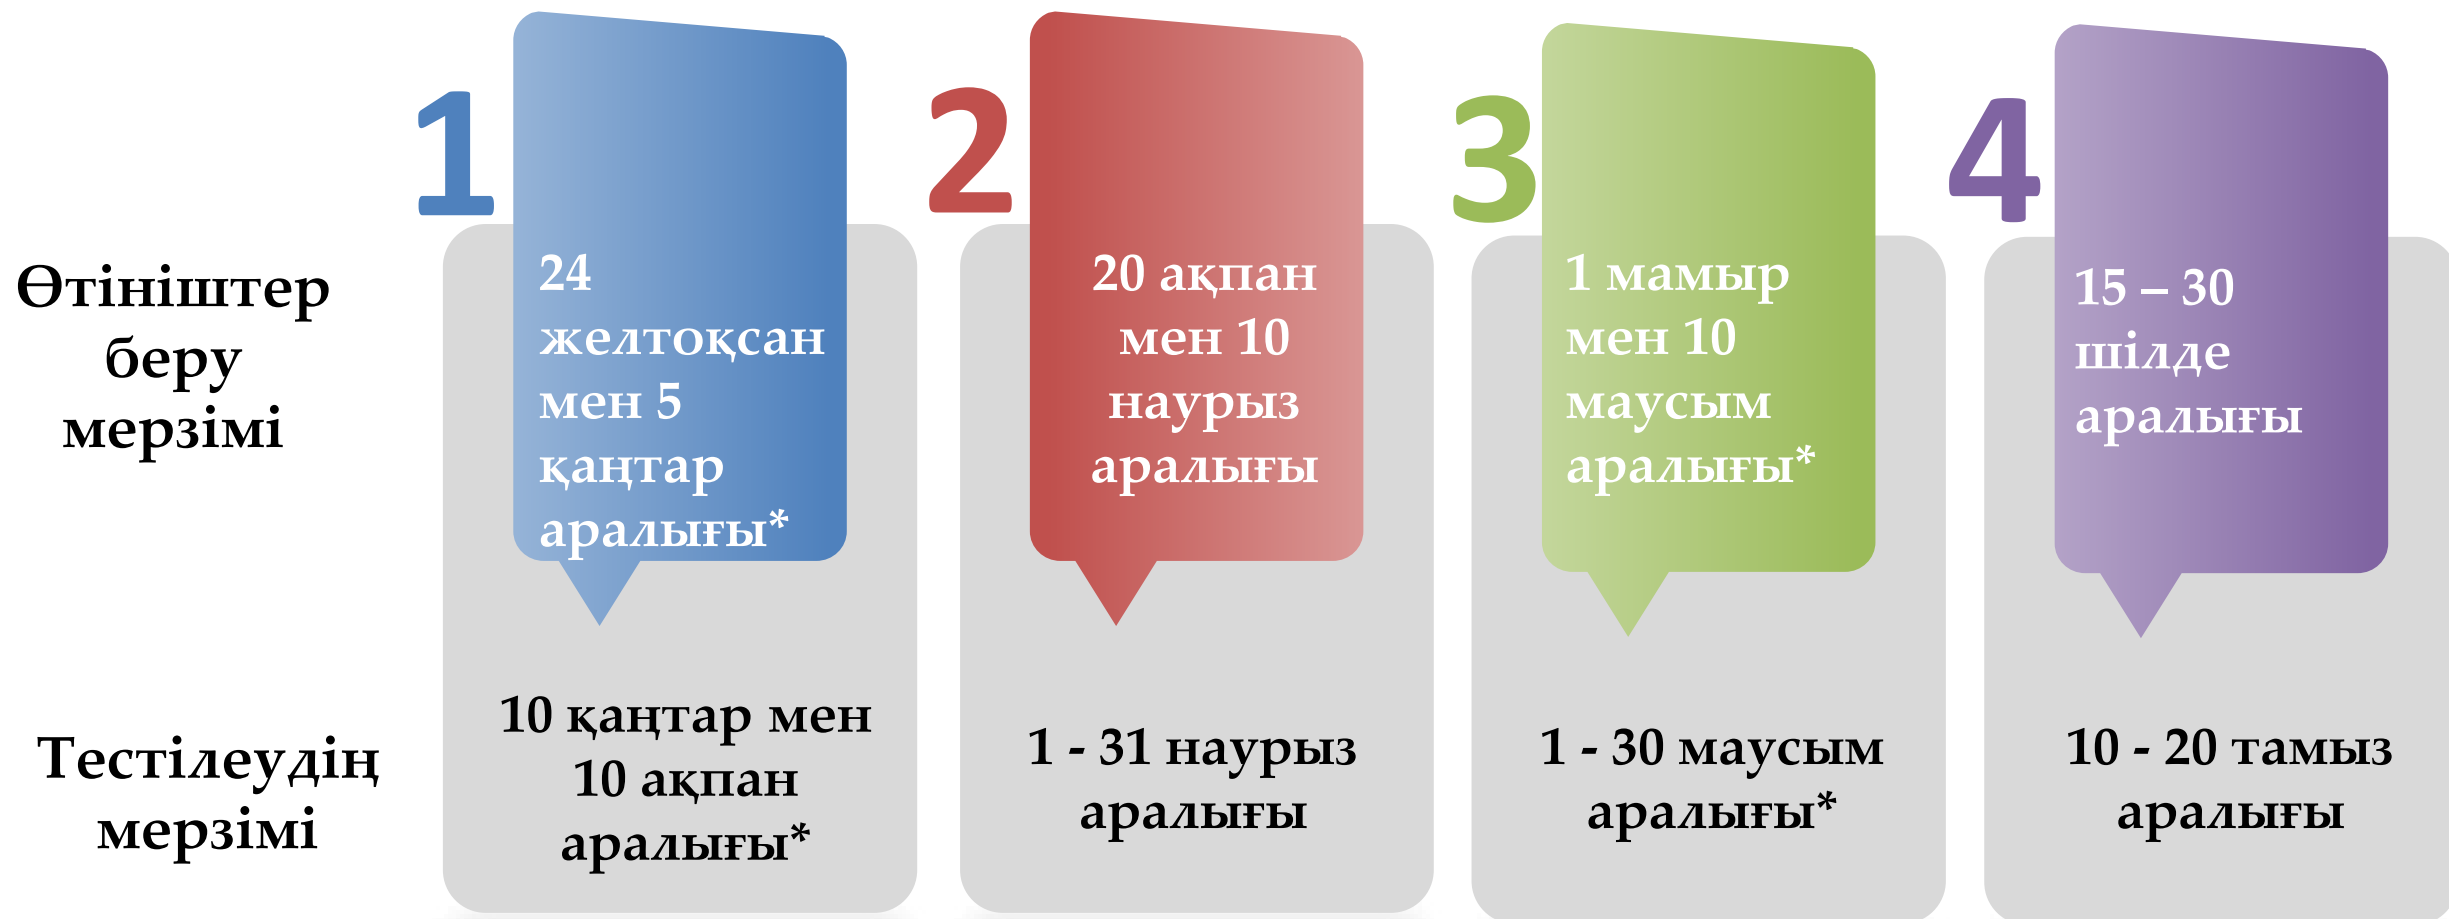 1
2
3
4
Өтініштер
беру
мерзімі
24
желтоқсан
мен 5
қаңтар
аралығы*
20 ақпан
мен 10
наурыз
аралығы
1 мамыр
мен 10
маусым
аралығы*
15 – 30
шілде
аралығы
Тестілеудің
мерзімі
10 қаңтар мен
10 ақпан
аралығы*
1 - 31 наурыз
аралығы
1 - 30 маусым
аралығы*
10 - 20 тамыз
аралығы